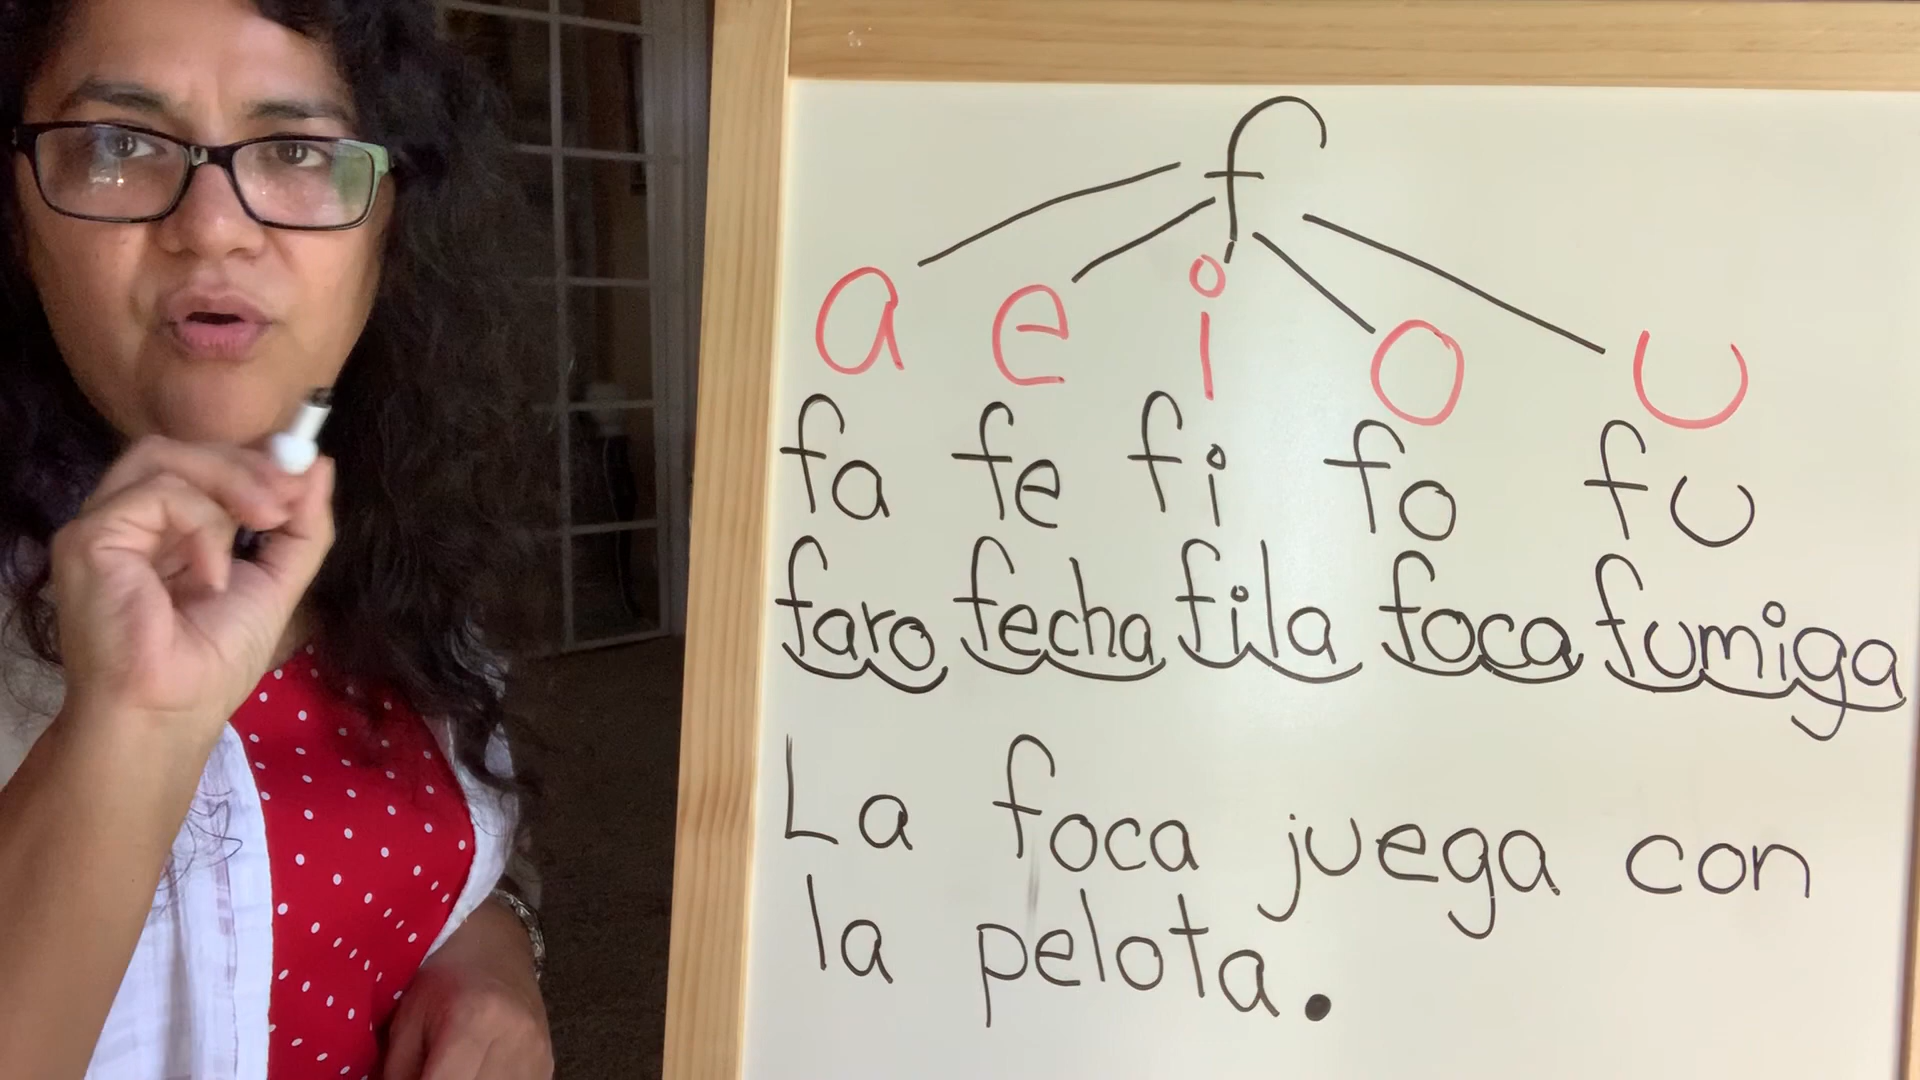 f
a e i o u
fa fe fi fo fu
faro fecha fila foca fumiga
La foca juega con
la pelota.